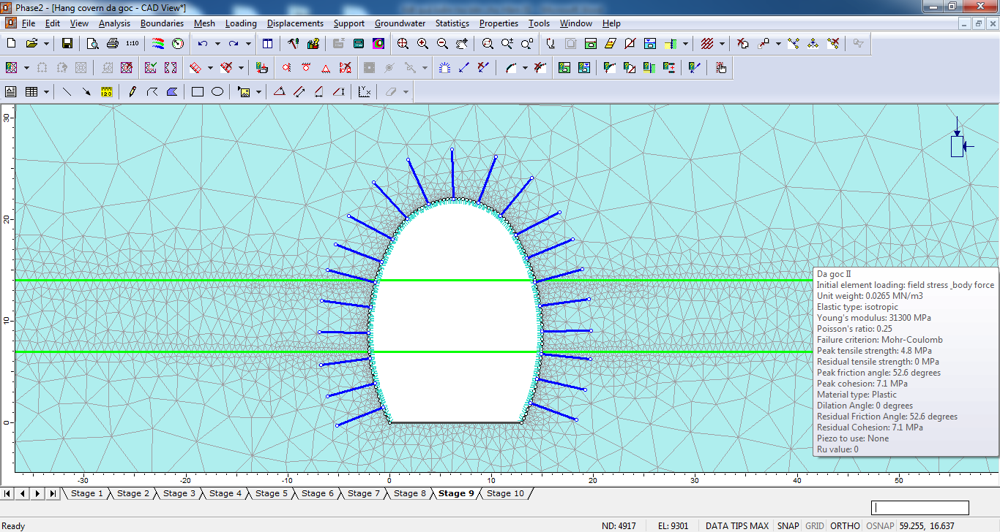 Phase2 - [Hang covern da goc - CAD View*]
File Edit View Analysis Boundaries Mesh Loading Displacements Support Groundwater Statistics Properties Tools Window Help
1:10
123
30
20
10
0
Da goc II
Initial element loading: field stress _body force
Unit weight: 0.0265 MN/m3
Elastic type: isotropic
Young's modulus: 31300 MPa
Poisson's ratio: 0.25
Failure criterion: Mohr-Coulomb
Peak tensile strength: 4.8 MPa
Residual tensile strength: 0 MPa
Peak friction angle: 52.6 degrees
Peak cohesion: 7.1 MPa
Material type: Plastic
Dilation Angle: 0 degrees
Residual Friction Angle: 52.6 degrees
Residual Cohesion: 7.1 MPa
Piezo to use: None
Ru value: 0
-30 -20 -10 0 10 20 30 40 50
Stage 1 Stage 2 Stage 3 Stage 4 Stage 5 Stage 6 Stage 7 Stage 8 Stage 9 Stage 10
Ready ND: 4917 EL: 9301 DATA TIPS MAX SNAP GRID ORTHO OSNAP 59.255, 16.637